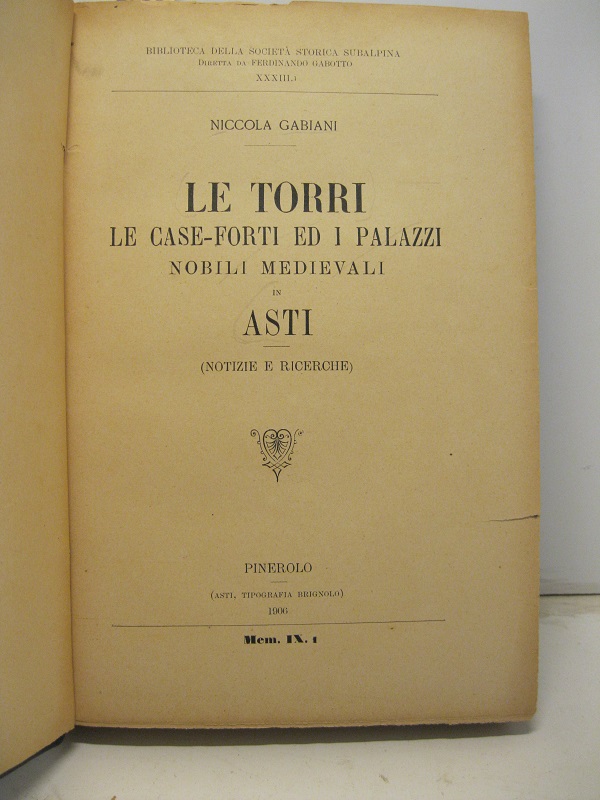 BIBLIOTECA DELLA SOCIETÀ STORICA SUBALPINA
DIRETTA DA FERDINANDO GABOTTO
XXXIII.1
NICCOLA GABIANI
LE TORRI
LE CASE-FORTI ED I PALAZZI
NOBILI MEDIEVALI
IN
ASTI
(NOTIZIE E RICERCHE)
PINEROLO
(ASTI, TIPOGRAFIA BRIGNOLO)
1906
Mem. IX. 1